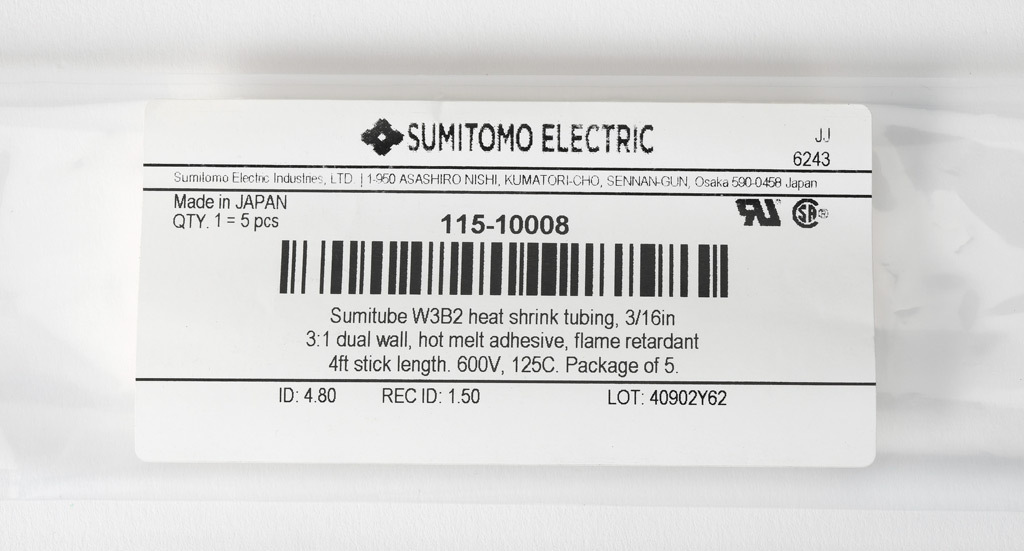 SUMITOMO ELECTRIC
JJ
6243
Sumitomo Electric Industries, LTD. | 1-950 ASASHIRO NISHI, KUMATORI-CHO, SENNAN-GUN, Osaka 590-0458 Japan
Made in JAPAN
QTY. 1 = 5 pcs
115-10008
RU
SA
Sumitube W3B2 heat shrink tubing, 3/16in
3:1 dual wall, hot melt adhesive, flame retardant
4ft stick length. 600V, 125C. Package of 5.
ID: 4.80 REC ID: 1.50 LOT: 40902Y62